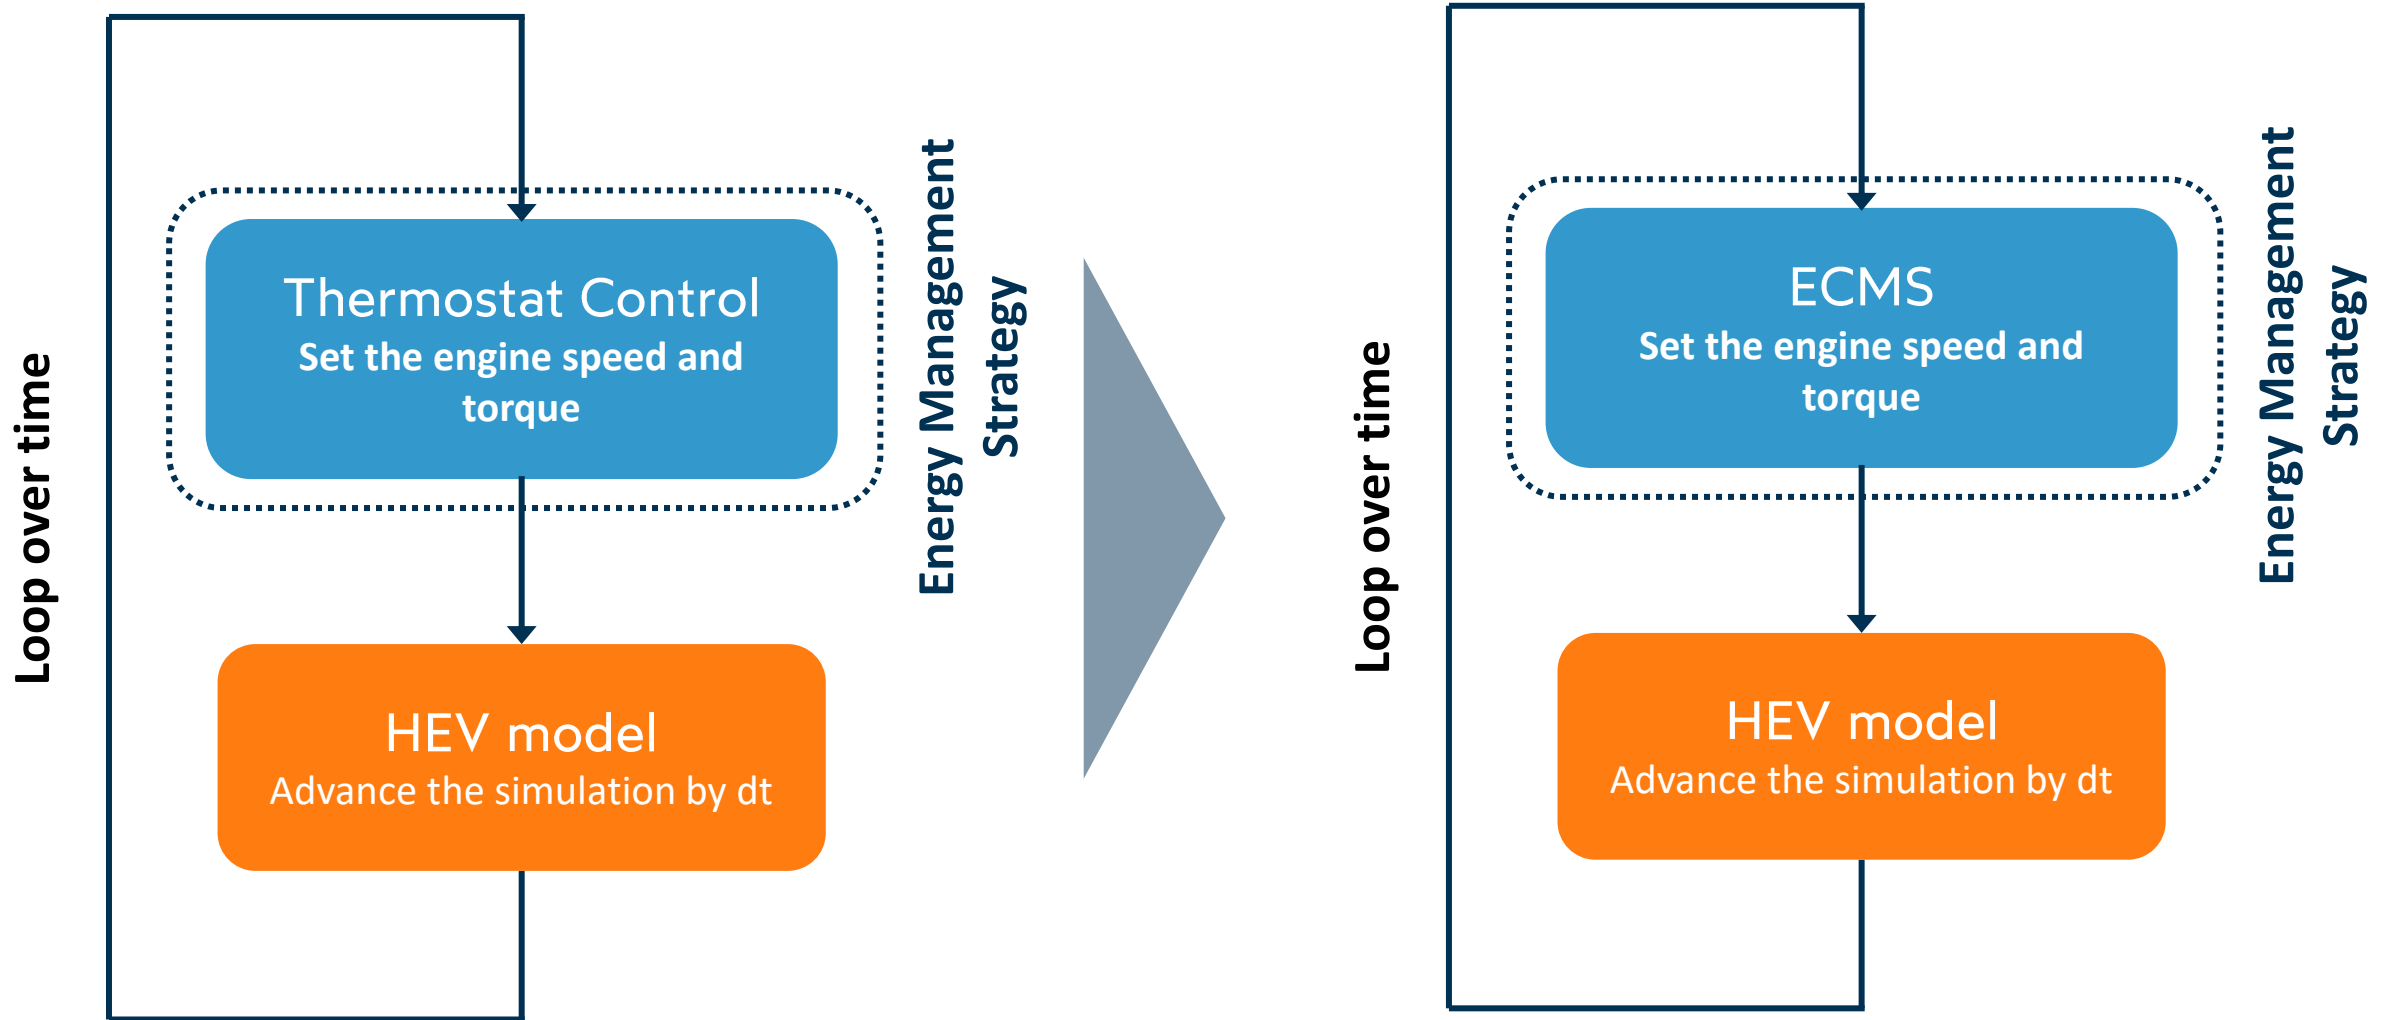 Loop over time
Thermostat Control
Set the engine speed and
torque
Energy Management
Strategy
HEV model
Advance the simulation by dt
Loop over time
ECMS
Set the engine speed and
torque
Energy Management
Strategy
HEV model
Advance the simulation by dt